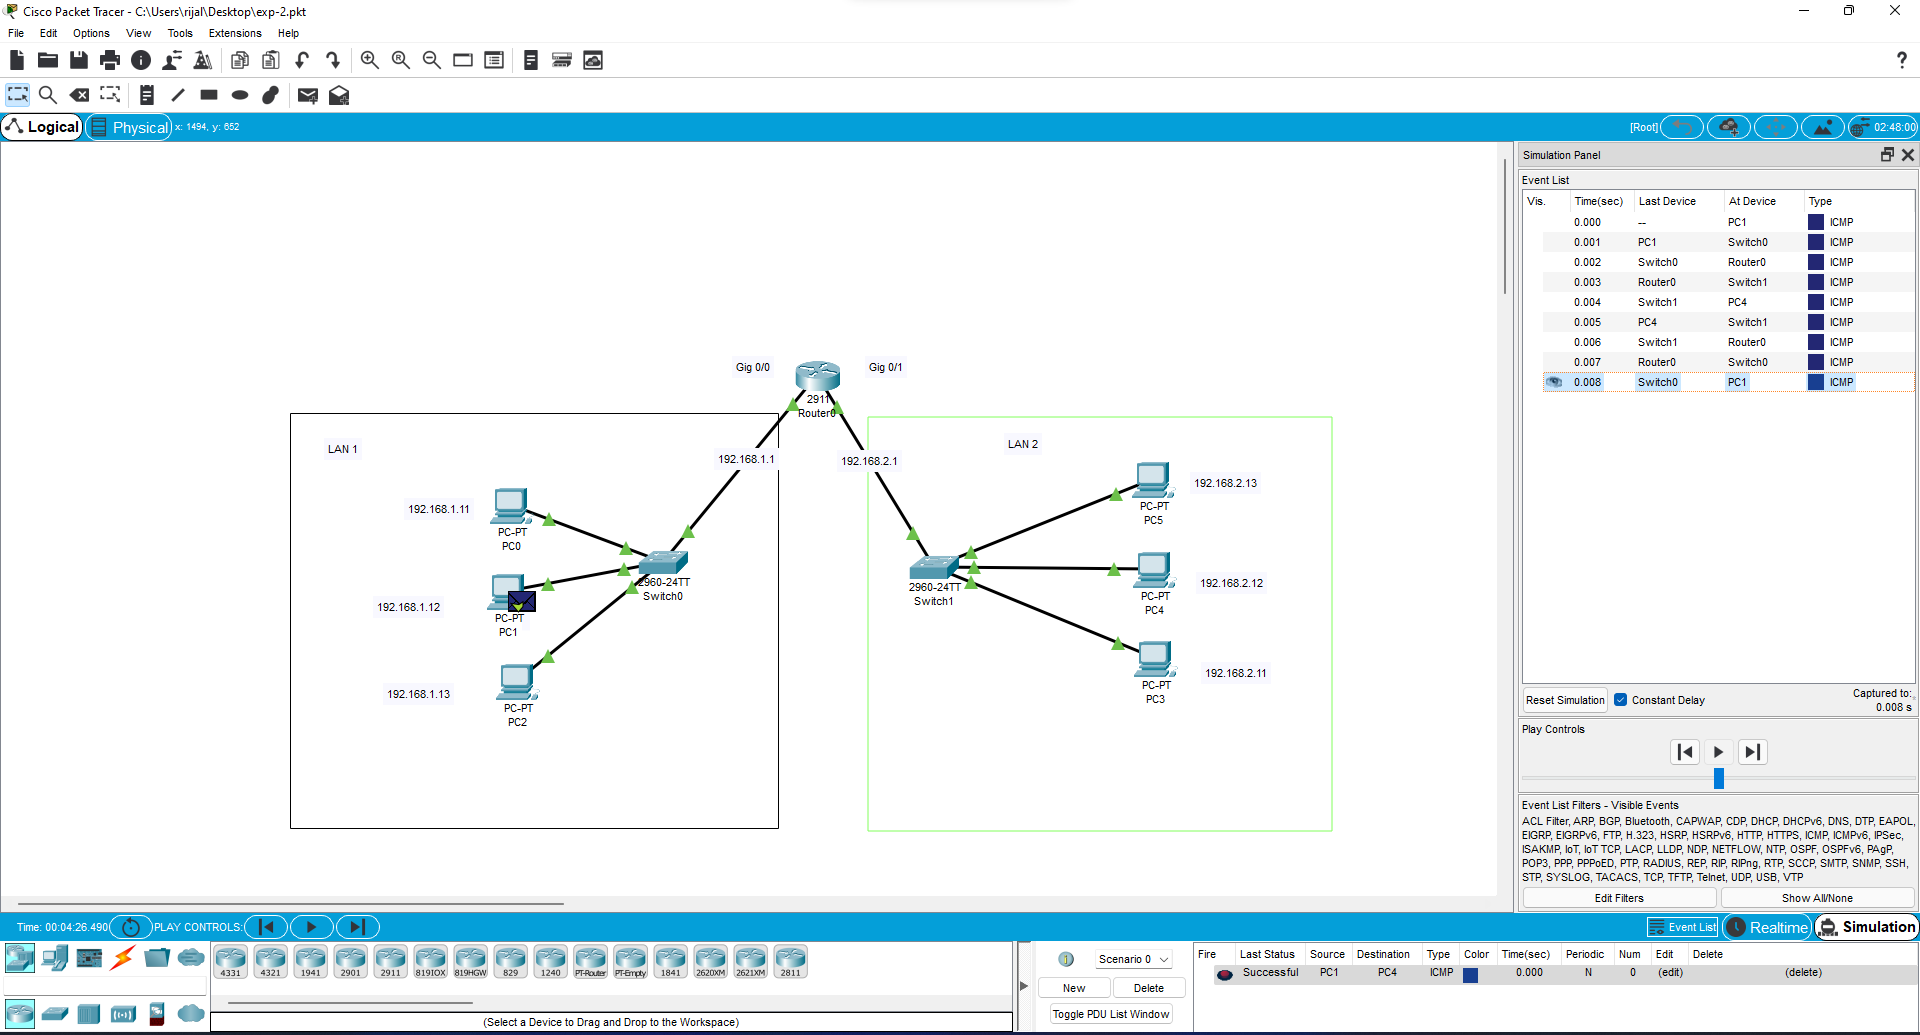 Cisco Packet Tracer - C:\Users\rijal\Desktop\exp-2.pkt
File Edit Options View Tools Extensions Help
?
Logical Physical x: 1494, y: 852 [Root] 02:48:00
Simulation Panel
Event List
Vis. Time(sec) Last Device At Device Type
0.000 -- PC1 ICMP
0.001 PC1 Switch0 ICMP
0.002 Switch0 Router0 ICMP
0.003 Router0 Switch1 ICMP
0.004 Switch1 PC4 ICMP
0.005 PC4 Switch1 ICMP
0.006 Switch1 Router0 ICMP
0.007 Router0 Switch0 ICMP
0.008 Switch0 PC1 ICMP
Reset Simulation Constant Delay Captured to:
0.008 s
Play Controls
Event List Filters - Visible Events
ACL Filter, ARP, BGP, Bluetooth, CAPWAP, CDP, DHCP, DHCPv6, DNS, DTP, EAPOL,
EIGRP, EIGRPv6, FTP, H.323, HSRP, HSRPv6, HTTP, HTTPS, ICMP, ICMPv6, IPSec,
ISAKMP, IoT, IoT TCP, LACP, LLDP, NDP, NETFLOW, NTP, OSPF, OSPFv6, PAgP,
POP3, PPP, PPPoED, PTP, RADIUS, REP, RIP, RIPng, RTP, SCCP, SMTP, SNMP, SSH,
STP, SYSLOG, TACACS, TCP, TFTP, Telnet, UDP, USB, VTP
Edit Filters Show All/None
Gig 0/0 Gig 0/1
2911
Router0
LAN 1
192.168.1.1
192.168.2.1
LAN 2
192.168.1.11
PC-PT
PC0
192.168.1.12
PC-PT
PC1
192.168.1.13
PC-PT
PC2
2960-24TT
Switch0
2960-24TT
Switch1
192.168.2.13
PC-PT
PC5
192.168.2.12
PC-PT
PC4
192.168.2.11
PC-PT
PC3
Time: 00:04:26.490 PLAY CONTROLS: Event List Realtime Simulation
4331 4321 1941 2901 2911 819IOX 819HGW 829 1240 PT-Router PT-Empty 1841 2620XM 2621XM 2811
(Select a Device to Drag and Drop to the Workspace)
Scenario 0
New Delete
Toggle PDU List Window
Fire Last Status Source Destination Type Color Time(sec) Periodic Num Edit Delete
Successful PC1 PC4 ICMP 0.000 N 0 (edit) (delete)